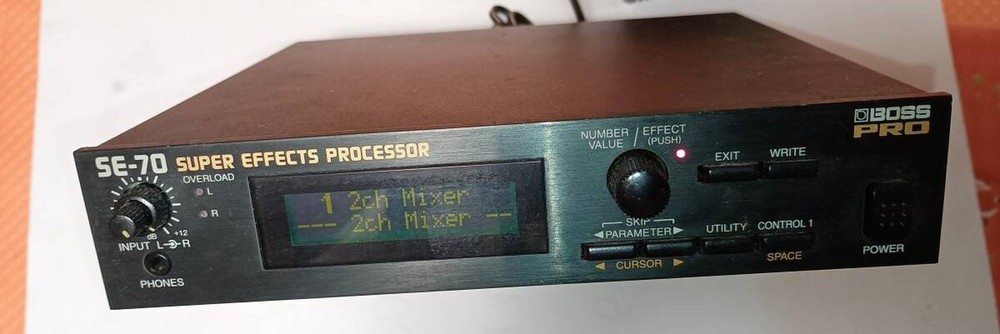 SE-70 SUPER EFFECTS PROCESSOR
OVERLOAD
L
R
+12
dB
INPUT L R
PHONES
1 2ch Mixer
--- 2ch Mixer --
NUMBER / EFFECT
VALUE (PUSH)
EXIT WRITE
BOSS
PRO
SKIP
PARAMETER
CURSOR
UTILITY CONTROL 1
SPACE
POWER